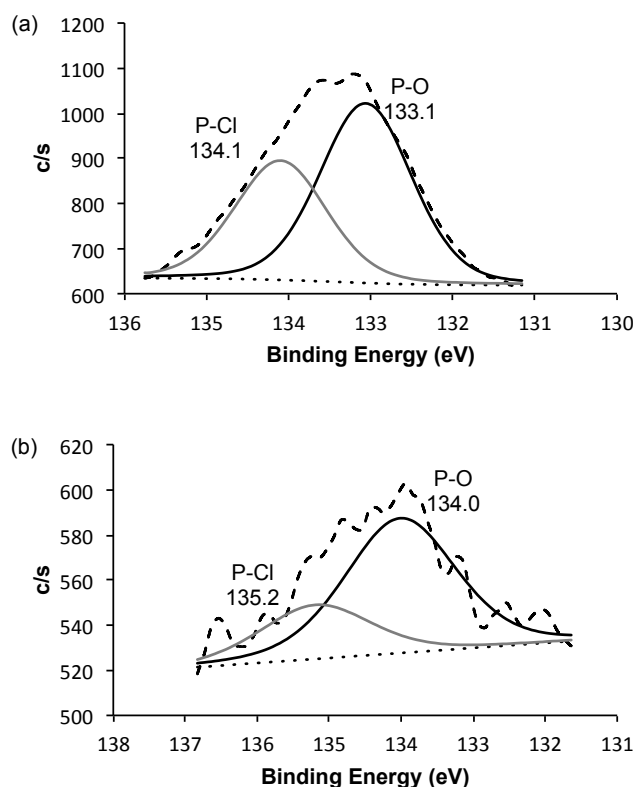 (a)
1200
1100
1000
900
800
700
600
c/s
P-Cl
134.1
P-O
133.1
136 135 134 133 132 131 130
Binding Energy (eV)
(b)
620
600
580
560
540
520
500
c/s
P-Cl
135.2
P-O
134.0
138 137 136 135 134 133 132 131
Binding Energy (eV)